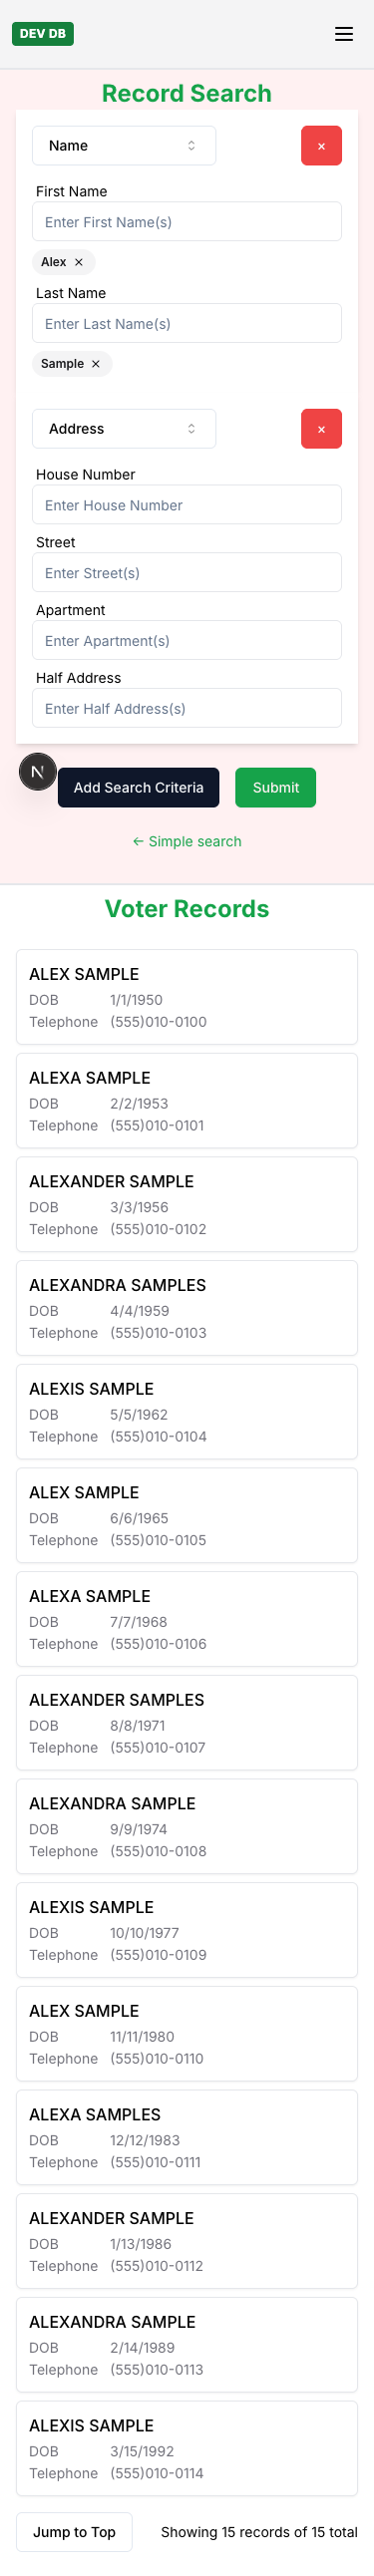 DEV DB
Record Search
Name
×
First Name
Enter First Name(s)
Alex ×
Last Name
Enter Last Name(s)
Sample ×
Address
×
House Number
Enter House Number
Street
Enter Street(s)
Apartment
Enter Apartment(s)
Half Address
Enter Half Address(s)
N
Add Search Criteria
Submit
← Simple search
Voter Records
ALEX SAMPLE
DOB 1/1/1950
Telephone (555)010-0100
ALEXA SAMPLE
DOB 2/2/1953
Telephone (555)010-0101
ALEXANDER SAMPLE
DOB 3/3/1956
Telephone (555)010-0102
ALEXANDRA SAMPLES
DOB 4/4/1959
Telephone (555)010-0103
ALEXIS SAMPLE
DOB 5/5/1962
Telephone (555)010-0104
ALEX SAMPLE
DOB 6/6/1965
Telephone (555)010-0105
ALEXA SAMPLE
DOB 7/7/1968
Telephone (555)010-0106
ALEXANDER SAMPLES
DOB 8/8/1971
Telephone (555)010-0107
ALEXANDRA SAMPLE
DOB 9/9/1974
Telephone (555)010-0108
ALEXIS SAMPLE
DOB 10/10/1977
Telephone (555)010-0109
ALEX SAMPLE
DOB 11/11/1980
Telephone (555)010-0110
ALEXA SAMPLES
DOB 12/12/1983
Telephone (555)010-0111
ALEXANDER SAMPLE
DOB 1/13/1986
Telephone (555)010-0112
ALEXANDRA SAMPLE
DOB 2/14/1989
Telephone (555)010-0113
ALEXIS SAMPLE
DOB 3/15/1992
Telephone (555)010-0114
Jump to Top
Showing 15 records of 15 total